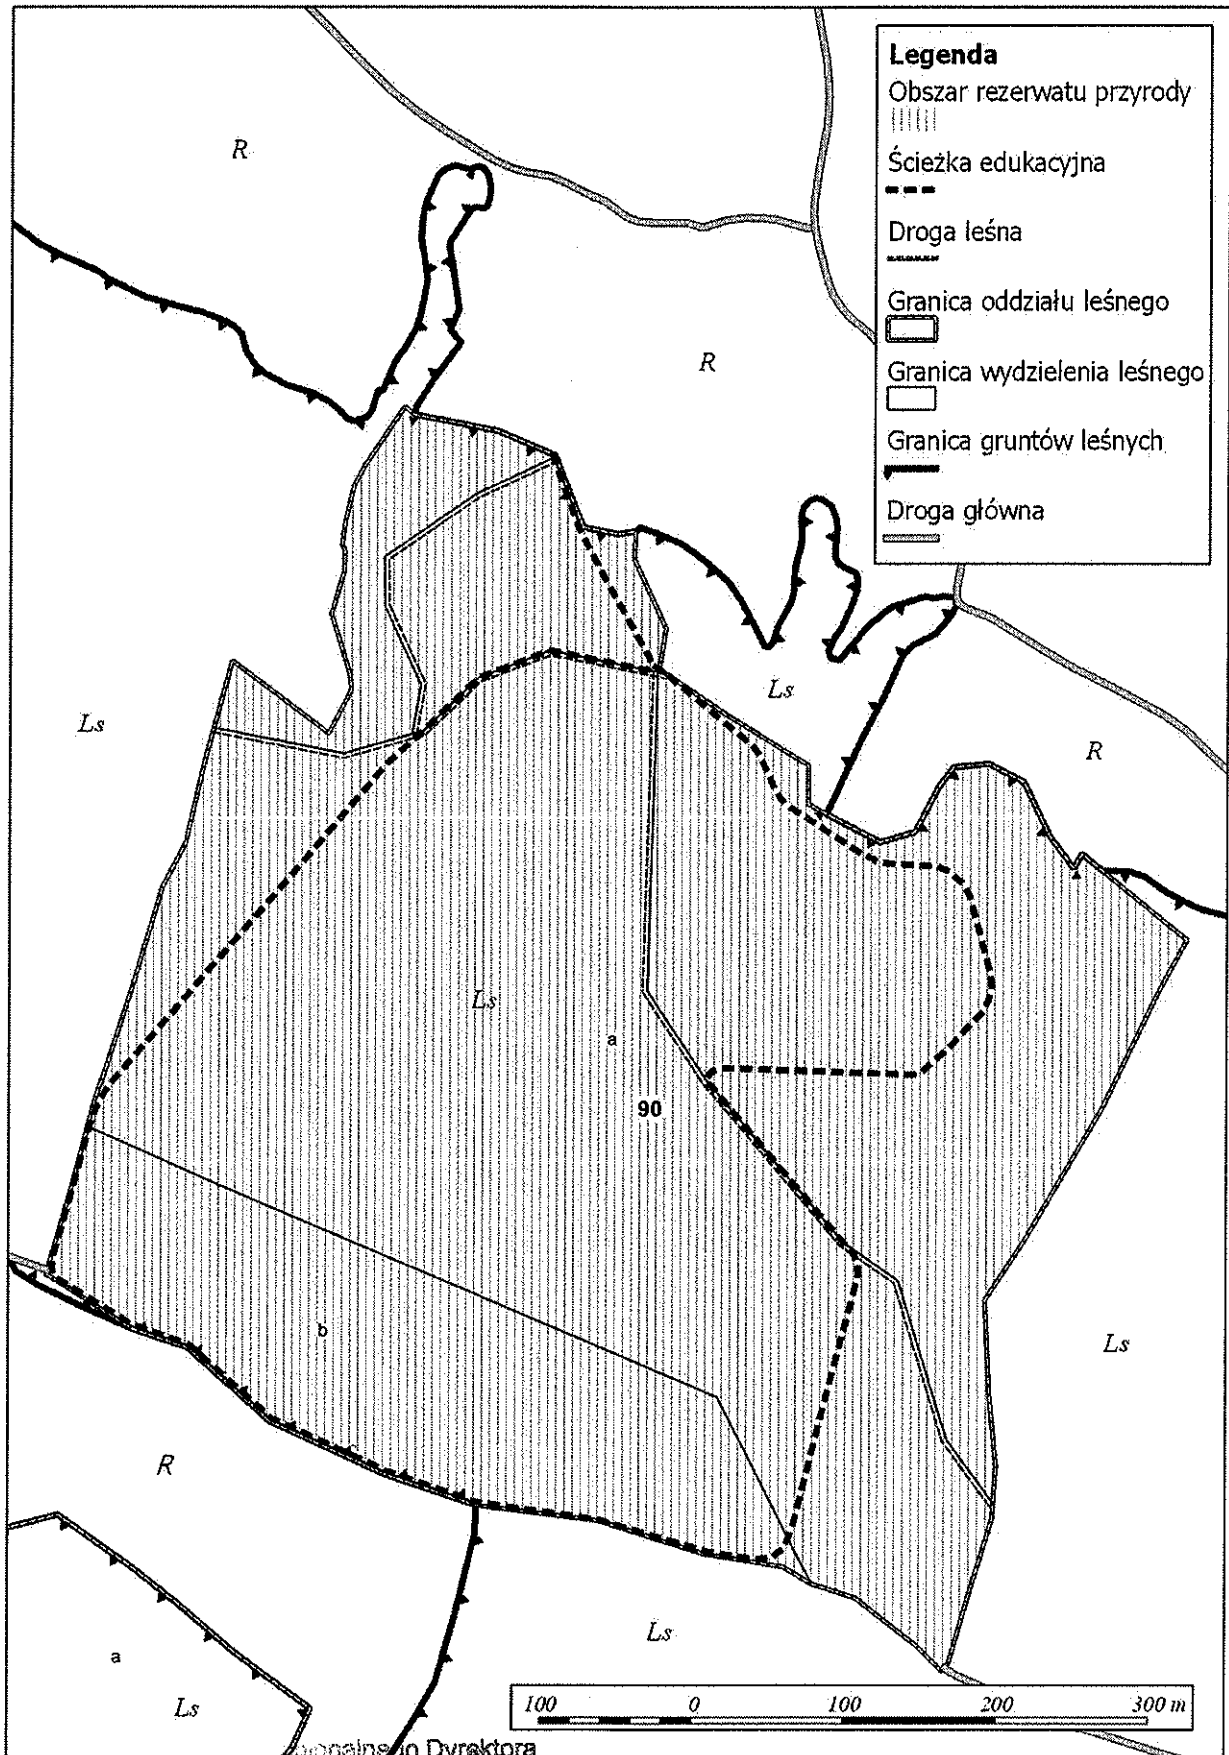 Legenda
Obszar rezerwatu przyrody
Ścieżka edukacyjna
Droga leśna
Granica oddziału leśnego
Granica wydzielenia leśnego
Granica gruntów leśnych
Droga główna
R
R
Ls
Ls
R
Ls
a
90
b
Ls
R
Ls
a
Ls
100 0 100 200 300 m
Dyrektora